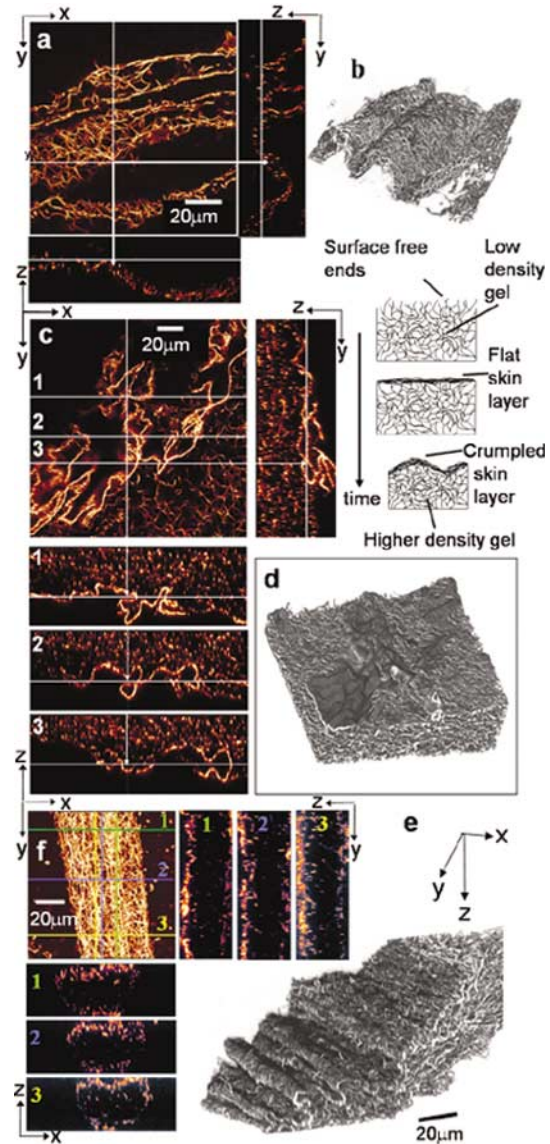 x
y
a
z
y
20μm
b
z
x
y
c
20μm
1
2
3
z
y
Surface free
ends
Low
density
gel
Flat
skin
layer
Crumpled
skin
layer
time
Higher density gel
1
2
3
d
z
x
y
f
20μm
1
2
3
z
y
1
2
3
e
x
y
z
1
2
3
z
x
20μm